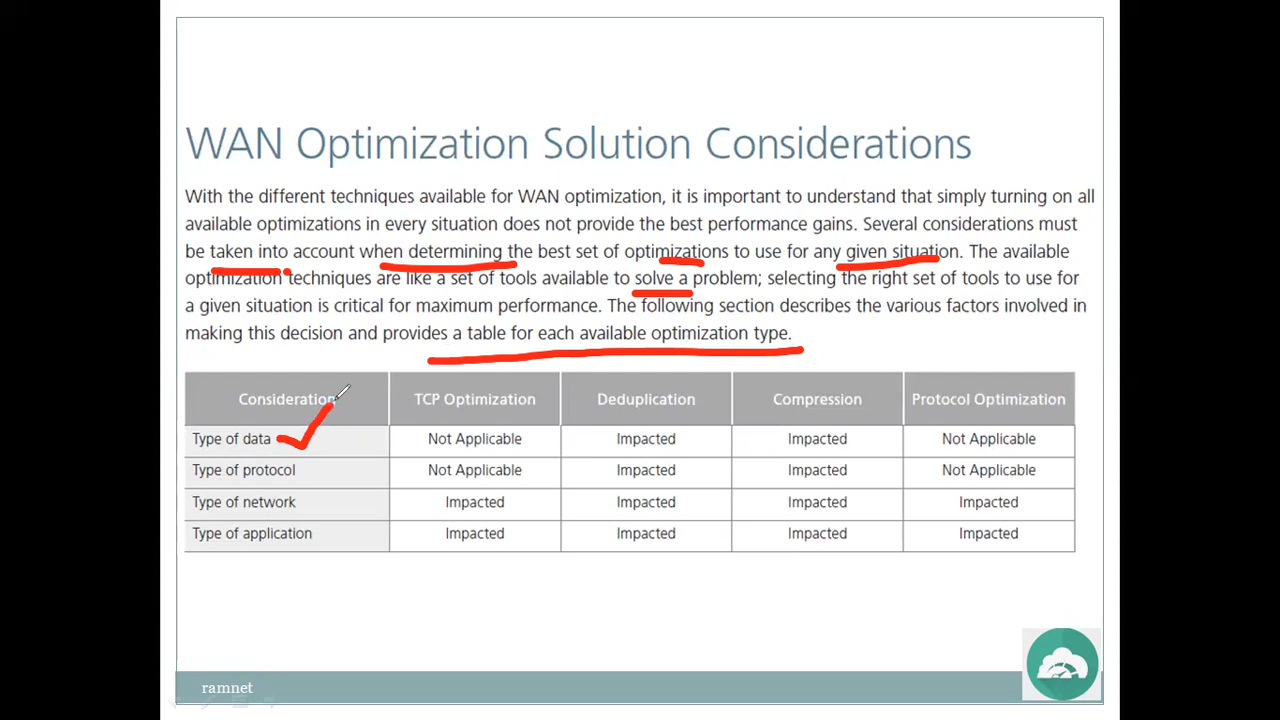 WAN Optimization Solution Considerations
With the different techniques available for WAN optimization, it is important to understand that simply turning on all
available optimizations in every situation does not provide the best performance gains. Several considerations must
be taken into account when determining the best set of optimizations to use for any given situation. The available
optimization techniques are like a set of tools available to solve a problem; selecting the right set of tools to use for
a given situation is critical for maximum performance. The following section describes the various factors involved in
making this decision and provides a table for each available optimization type.
Consideration TCP Optimization Deduplication Compression Protocol Optimization
Type of data Not Applicable Impacted Impacted Not Applicable
Type of protocol Not Applicable Impacted Impacted Not Applicable
Type of network Impacted Impacted Impacted Impacted
Type of application Impacted Impacted Impacted Impacted
ramnet